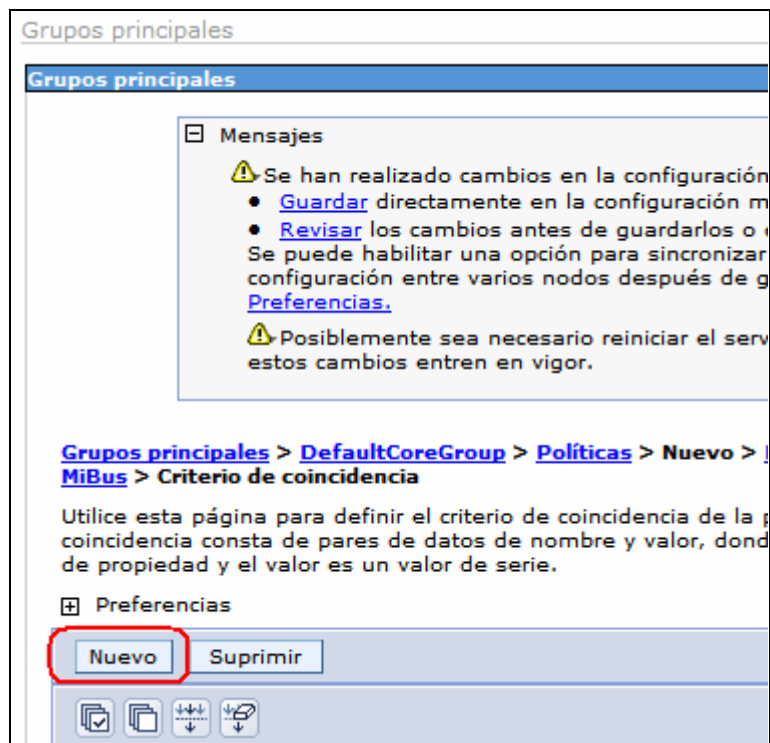 Grupos principales
Grupos principales
Mensajes
Se han realizado cambios en la configuración
Guardar directamente en la configuración m
Revisar los cambios antes de guardarlos o
Se puede habilitar una opción para sincronizar
configuración entre varios nodos después de g
Preferencias.
Posiblemente sea necesario reiniciar el serv
estos cambios entren en vigor.
Grupos principales > DefaultCoreGroup > Políticas > Nuevo >
MiBus > Criterio de coincidencia
Utilice esta página para definir el criterio de coincidencia de la p
coincidencia consta de pares de datos de nombre y valor, dond
de propiedad y el valor es un valor de serie.
Preferencias
Nuevo Suprimir